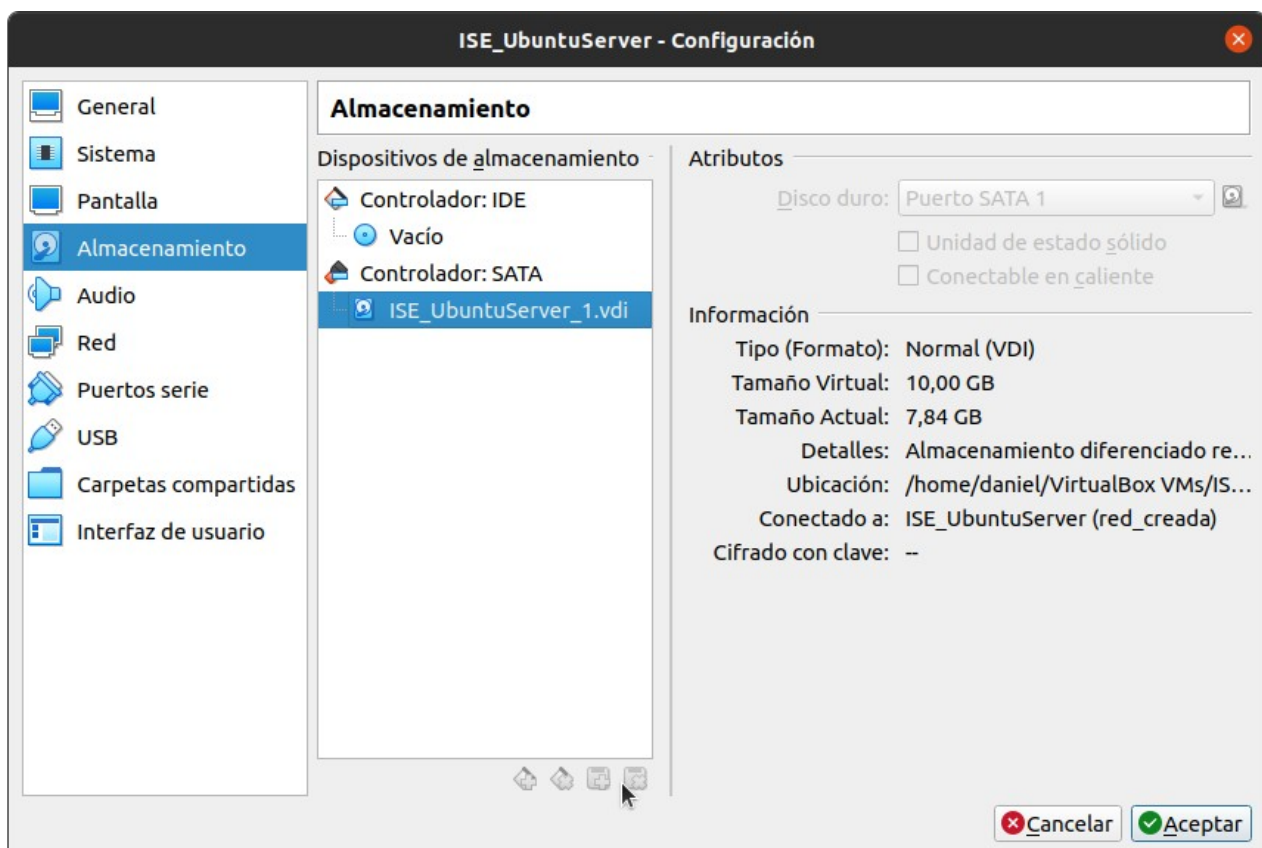 ISE_UbuntuServer - Configuración
General
Sistema
Pantalla
Almacenamiento
Audio
Red
Puertos serie
USB
Carpetas compartidas
Interfaz de usuario
Almacenamiento
Dispositivos de almacenamiento
Controlador: IDE
Vacío
Controlador: SATA
ISE_UbuntuServer_1.vdi
Atributos
Disco duro: Puerto SATA 1
Unidad de estado sólido
Conectable en caliente
Información
Tipo (Formato): Normal (VDI)
Tamaño Virtual: 10,00 GB
Tamaño Actual: 7,84 GB
Detalles: Almacenamiento diferenciado re...
Ubicación: /home/daniel/VirtualBox VMs/IS...
Conectado a: ISE_UbuntuServer (red_creada)
Cifrado con clave: --
Cancelar
Aceptar